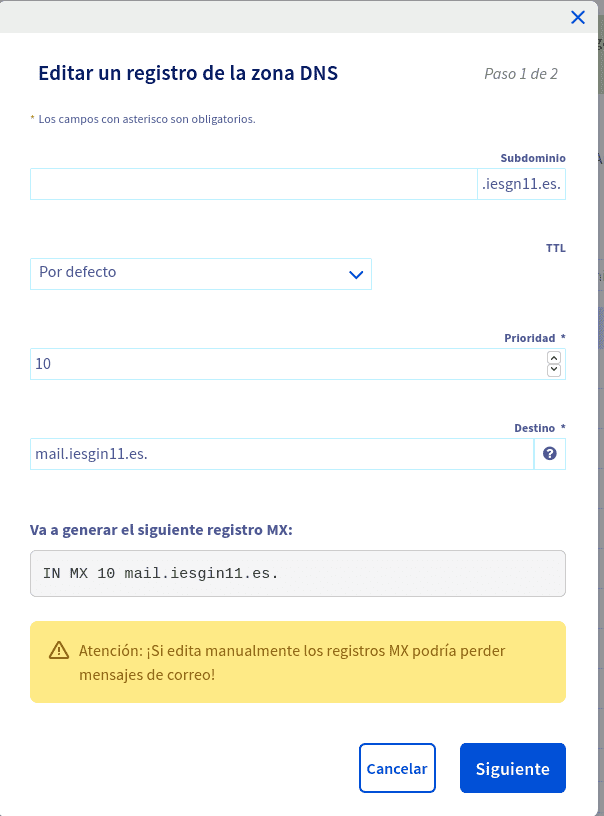 Editar un registro de la zona DNS
Paso 1 de 2
* Los campos con asterisco son obligatorios.
Subdominio
.iesgn11.es.
TTL
Por defecto
Prioridad *
10
Destino *
mail.iesgin11.es.
Va a generar el siguiente registro MX:
IN MX 10 mail.iesgin11.es.
Atención: ¡Si edita manualmente los registros MX podría perder
mensajes de correo!
Cancelar
Siguiente